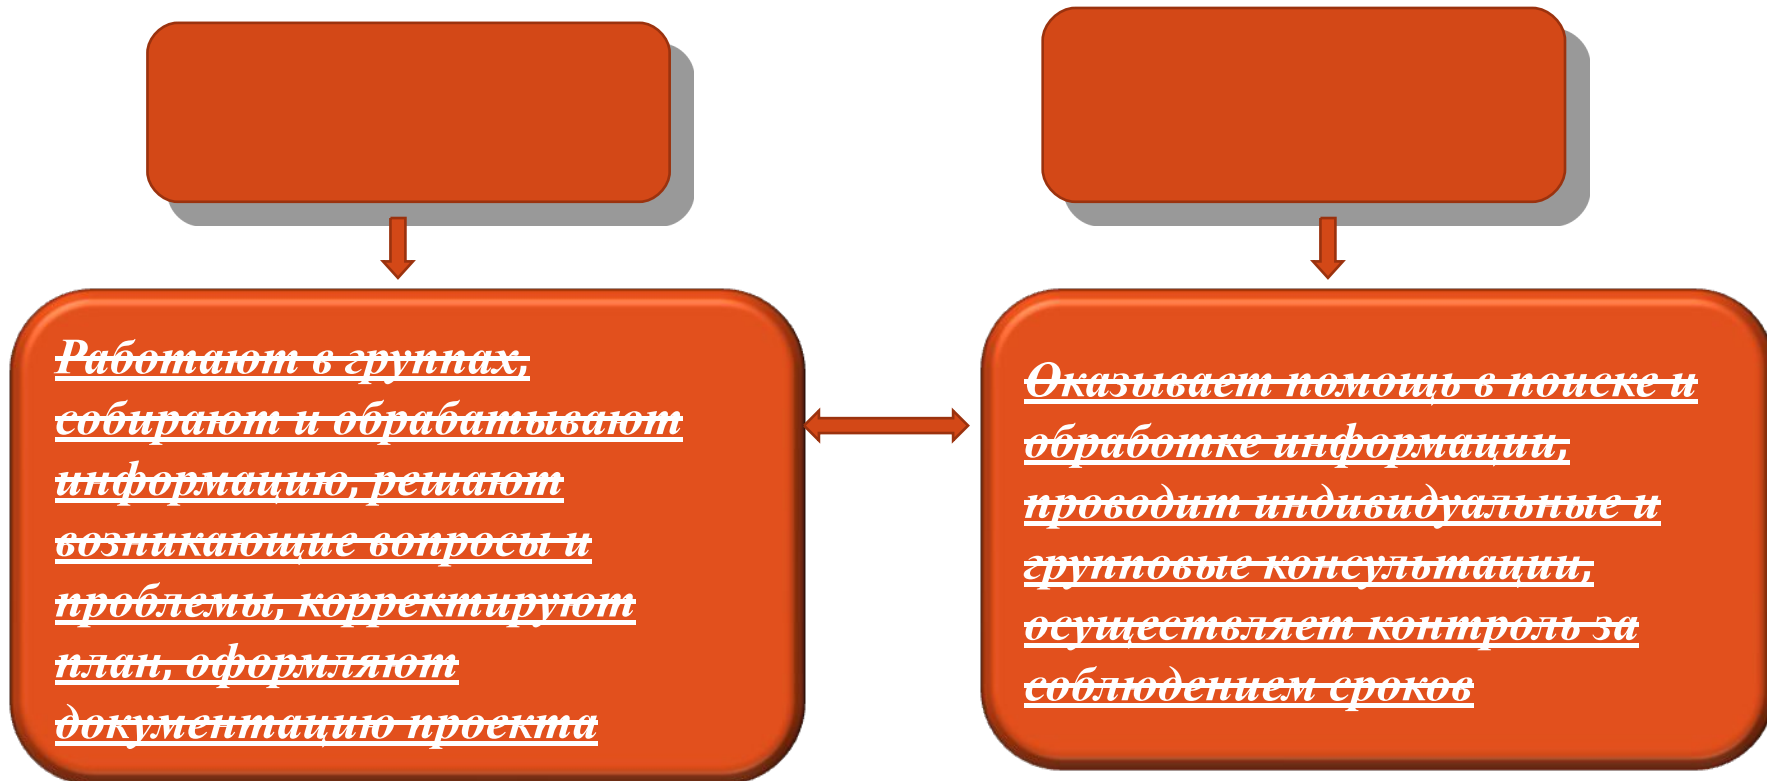 Работают в группах,
собирают и обрабатывают
информацию, решают
возникающие вопросы и
проблемы, корректируют
план, оформляют
документацию проекта
Оказывает помощь в поиске и
обработке информации,
проводит индивидуальные и
групповые консультации,
осуществляет контроль за
соблюдением сроков